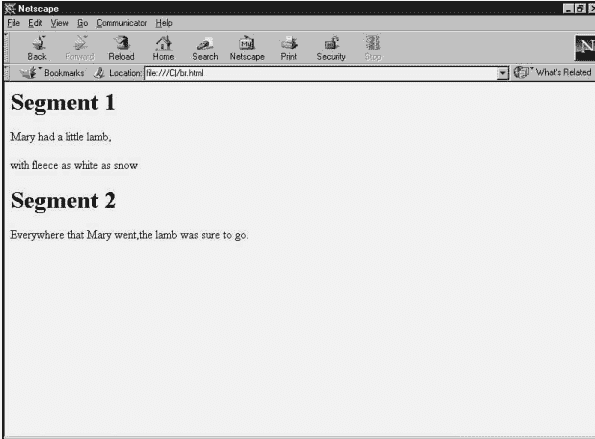 Netscape
File Edit View Go Communicator Help
Back Forward Reload Home Search Netscape Print Security Stop
Bookmarks Location: file:///C|/br.html What's Related
Segment 1
Mary had a little lamb,
with fleece as white as snow
Segment 2
Everywhere that Mary went,the lamb was sure to go.